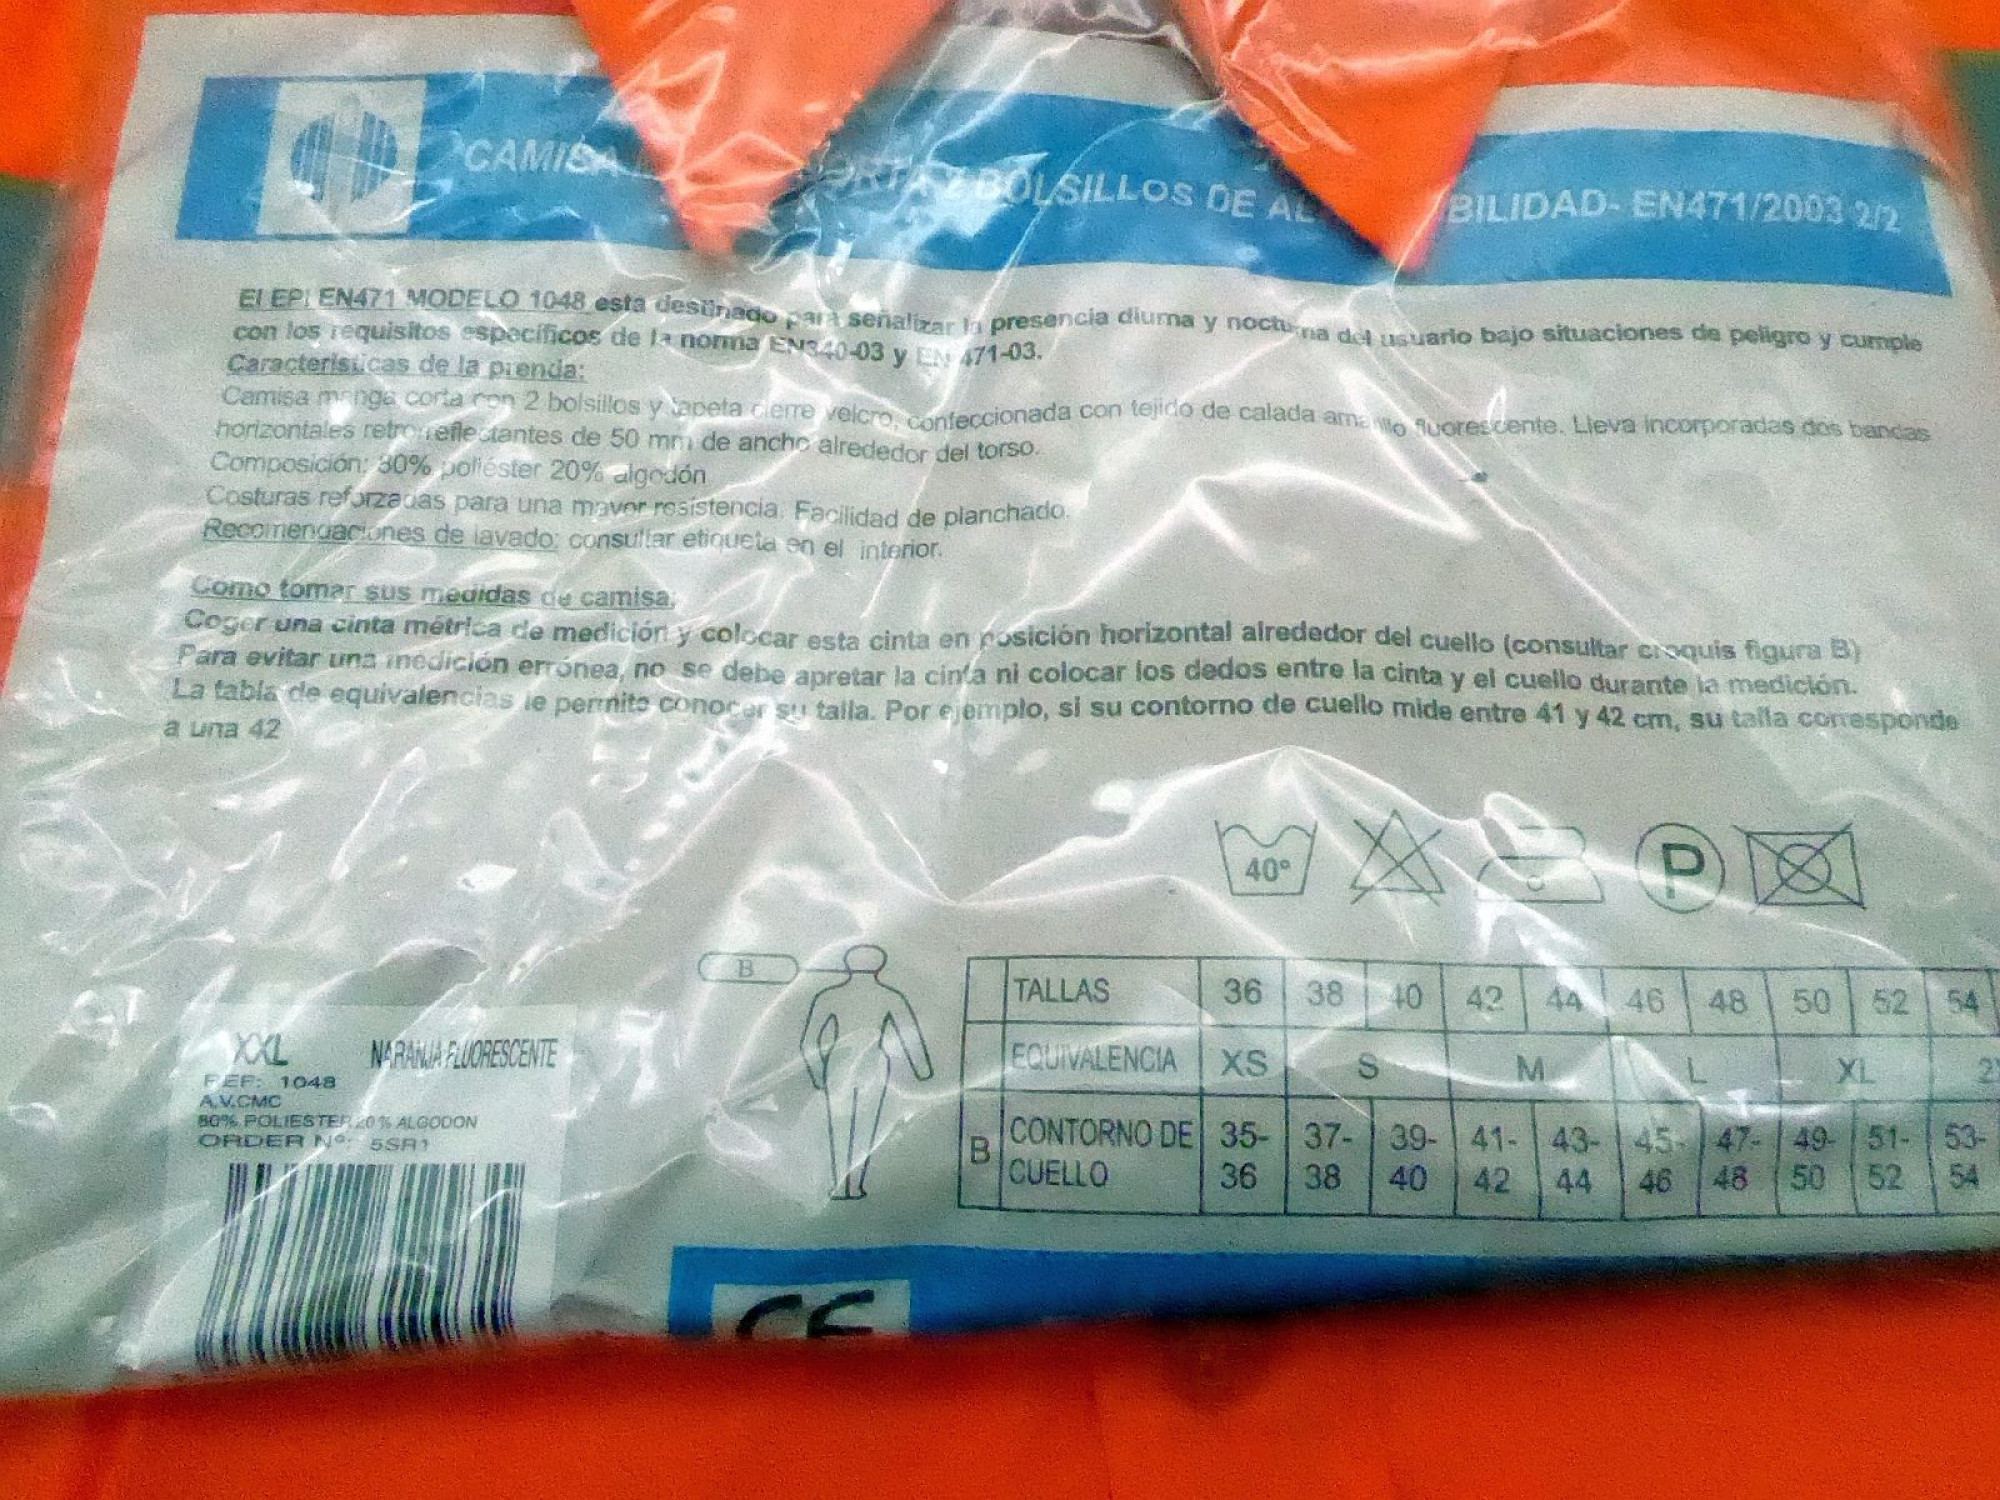 CAMISA
BOLSILLOS DE AL
BILIDAD- EN471/2003 2/2
El EPI EN471 MODELO 1048 esta destinado para señalizar la presencia diurna y nocturna del usuario bajo situaciones de peligro y cumple
con los requisitos específicos de la norma EN340-03 y EN 471-03.
Características de la prenda:
Camisa manga corta con 2 bolsillos y tapeta cierre velcro, confeccionada con tejido de calada amarillo fluorescente. Lleva incorporadas dos bandas
horizontales retrorreflectantes de 50 mm de ancho alrededor del torso.
Composición: 80% poliéster 20% algodón
Costuras reforzadas para una mayor resistencia. Facilidad de planchado.
Recomendaciones de lavado: consultar etiqueta en el interior.
Como tomar sus medidas de camisa:
Coger una cinta métrica de medición y colocar esta cinta en posición horizontal alrededor del cuello (consultar croquis figura B)
Para evitar una medición errónea, no se debe apretar la cinta ni colocar los dedos entre la cinta y el cuello durante la medición.
La tabla de equivalencias le permite conocer su talla. Por ejemplo, si su contorno de cuello mide entre 41 y 42 cm, su talla corresponde
a una 42
40° P
B
TALLAS 36 38 40 42 44 46 48 50 52 54
EQUIVALENCIA XS S M L XL 2
B CONTORNO DE 35- 37- 39- 41- 43- 45- 47- 49- 51- 53-
CUELLO 36 38 40 42 44 46 48 50 52 54
XXL NARANJA FLUORESCENTE
REF: 1048
A.V.CMC
80% POLIESTER 20% ALGODON
ORDER Nº: 5SR1
CE